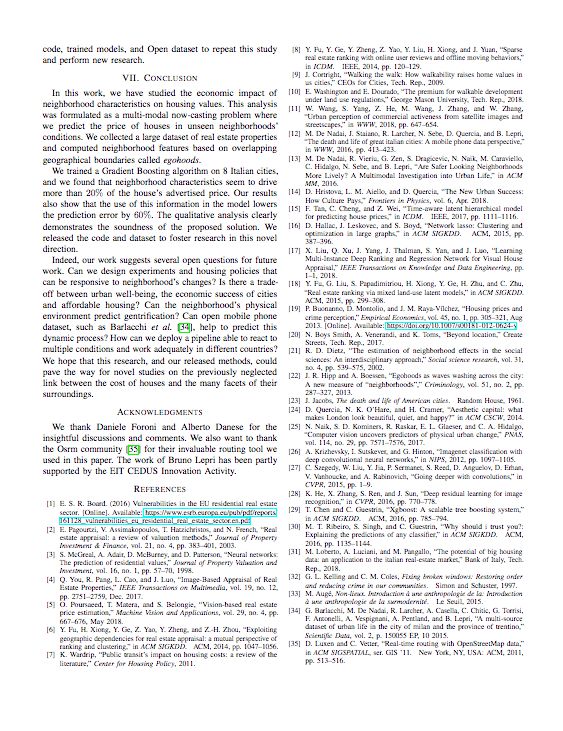 code, trained models, and Open dataset to repeat this study
and perform new research.
VII. CONCLUSION
In this work, we have studied the economic impact of
neighborhood characteristics on housing values. This analysis
was formulated as a multi-modal now-casting problem where
we predict the price of houses in unseen neighborhoods'
conditions. We collected a large dataset of real estate properties
and computed neighborhood features based on overlapping
geographical boundaries called egohoods.
We trained a Gradient Boosting algorithm on 8 Italian cities,
and we found that neighborhood characteristics seem to drive
more than 20% of the house's advertised price. Our results
also show that the use of this information in the model lowers
the prediction error by 60%. The qualitative analysis clearly
demonstrates the soundness of the proposed solution. We
released the code and dataset to foster research in this novel
direction.
Indeed, our work suggests several open questions for future
work. Can we design experiments and housing policies that
can be responsive to neighborhood's changes? Is there a trade-
off between urban well-being, the economic success of cities
and affordable housing? Can the neighborhood's physical
environment predict gentrification? Can open mobile phone
dataset, such as Barlacchi et al. [34], help to predict this
dynamic process? How can we deploy a pipeline able to react to
multiple conditions and work adequately in different countries?
We hope that this research, and our released methods, could
pave the way for novel studies on the previously neglected
link between the cost of houses and the many facets of their
surroundings.
ACKNOWLEDGMENTS
We thank Daniele Foroni and Alberto Danese for the
insightful discussions and comments. We also want to thank
the Osrm community [35] for their invaluable routing tool we
used in this paper. The work of Bruno Lepri has been partly
supported by the EIT CEDUS Innovation Activity.
REFERENCES
[1] E. S. R. Board. (2016) Vulnerabilities in the EU residential real estate
sector. [Online]. Available: https://www.esrb.europa.eu/pub/pdf/reports/
161128_vulnerabilities_eu_residential_real_estate_sector.en.pdf
[2] E. Pagourtzi, V. Assimakopoulos, T. Hatzichristos, and N. French, "Real
estate appraisal: a review of valuation methods," Journal of Property
Investment & Finance, vol. 21, no. 4, pp. 383–401, 2003.
[3] S. McGreal, A. Adair, D. McBurney, and D. Patterson, "Neural networks:
The prediction of residential values," Journal of Property Valuation and
Investment, vol. 16, no. 1, pp. 57–70, 1998.
[4] Q. You, R. Pang, L. Cao, and J. Luo, "Image-Based Appraisal of Real
Estate Properties," IEEE Transactions on Multimedia, vol. 19, no. 12,
pp. 2751–2759, Dec. 2017.
[5] O. Poursaeed, T. Matera, and S. Belongie, "Vision-based real estate
price estimation," Machine Vision and Applications, vol. 29, no. 4, pp.
667–676, May 2018.
[6] Y. Fu, H. Xiong, Y. Ge, Z. Yao, Y. Zheng, and Z.-H. Zhou, "Exploiting
geographic dependencies for real estate appraisal: a mutual perspective of
ranking and clustering," in ACM SIGKDD. ACM, 2014, pp. 1047–1056.
[7] K. Wardrip, "Public transit's impact on housing costs: a review of the
literature," Center for Housing Policy, 2011.
[8] Y. Fu, Y. Ge, Y. Zheng, Z. Yao, Y. Liu, H. Xiong, and J. Yuan, "Sparse
real estate ranking with online user reviews and offline moving behaviors,"
in ICDM. IEEE, 2014, pp. 120–129.
[9] J. Cortright, "Walking the walk: How walkability raises home values in
us cities," CEOs for Cities, Tech. Rep., 2009.
[10] E. Washington and E. Dourado, "The premium for walkable development
under land use regulations," George Mason University, Tech. Rep., 2018.
[11] W. Wang, S. Yang, Z. He, M. Wang, J. Zhang, and W. Zhang,
"Urban perception of commercial activeness from satellite images and
streetscapes," in WWW, 2018, pp. 647–654.
[12] M. De Nadai, J. Staiano, R. Larcher, N. Sebe, D. Quercia, and B. Lepri,
"The death and life of great italian cities: A mobile phone data perspective,"
in WWW, 2016, pp. 413–423.
[13] M. De Nadai, R. Vieriu, G. Zen, S. Dragicevic, N. Naik, M. Caraviello,
C. Hidalgo, N. Sebe, and B. Lepri, "Are Safer Looking Neighborhoods
More Lively? A Multimodal Investigation into Urban Life," in ACM
MM, 2016.
[14] D. Hristova, L. M. Aiello, and D. Quercia, "The New Urban Success:
How Culture Pays," Frontiers in Physics, vol. 6, Apr. 2018.
[15] F. Tan, C. Cheng, and Z. Wei, "Time-aware latent hierarchical model
for predicting house prices," in ICDM. IEEE, 2017, pp. 1111–1116.
[16] D. Hallac, J. Leskovec, and S. Boyd, "Network lasso: Clustering and
optimization in large graphs," in ACM SIGKDD. ACM, 2015, pp.
387–396.
[17] X. Liu, Q. Xu, J. Yang, J. Thalman, S. Yan, and J. Luo, "Learning
Multi-Instance Deep Ranking and Regression Network for Visual House
Appraisal," IEEE Transactions on Knowledge and Data Engineering, pp.
1–1, 2018.
[18] Y. Fu, G. Liu, S. Papadimitriou, H. Xiong, Y. Ge, H. Zhu, and C. Zhu,
"Real estate ranking via mixed land-use latent models," in ACM SIGKDD.
ACM, 2015, pp. 299–308.
[19] P. Buonanno, D. Montolio, and J. M. Raya-Vílchez, "Housing prices and
crime perception," Empirical Economics, vol. 45, no. 1, pp. 305–321, Aug
2013. [Online]. Available: https://doi.org/10.1007/s00181-012-0624-y
[20] N. Boys Smith, A. Venerandi, and K. Toms, "Beyond location," Create
Streets, Tech. Rep., 2017.
[21] R. D. Dietz, "The estimation of neighborhood effects in the social
sciences: An interdisciplinary approach," Social science research, vol. 31,
no. 4, pp. 539–575, 2002.
[22] J. R. Hipp and A. Boessen, "Egohoods as waves washing across the city:
A new measure of "neighborhoods"," Criminology, vol. 51, no. 2, pp.
287–327, 2013.
[23] J. Jacobs, The death and life of American cities. Random House, 1961.
[24] D. Quercia, N. K. O'Hare, and H. Cramer, "Aesthetic capital: what
makes London look beautiful, quiet, and happy?" in ACM CSCW, 2014.
[25] N. Naik, S. D. Kominers, R. Raskar, E. L. Glaeser, and C. A. Hidalgo,
"Computer vision uncovers predictors of physical urban change," PNAS,
vol. 114, no. 29, pp. 7571–7576, 2017.
[26] A. Krizhevsky, I. Sutskever, and G. Hinton, "Imagenet classification with
deep convolutional neural networks," in NIPS, 2012, pp. 1097–1105.
[27] C. Szegedy, W. Liu, Y. Jia, P. Sermanet, S. Reed, D. Anguelov, D. Erhan,
V. Vanhoucke, and A. Rabinovich, "Going deeper with convolutions," in
CVPR, 2015, pp. 1–9.
[28] K. He, X. Zhang, S. Ren, and J. Sun, "Deep residual learning for image
recognition," in CVPR, 2016, pp. 770–778.
[29] T. Chen and C. Guestrin, "Xgboost: A scalable tree boosting system,"
in ACM SIGKDD. ACM, 2016, pp. 785–794.
[30] M. T. Ribeiro, S. Singh, and C. Guestrin, "Why should i trust you?:
Explaining the predictions of any classifier," in ACM SIGKDD. ACM,
2016, pp. 1135–1144.
[31] M. Loberto, A. Luciani, and M. Pangallo, "The potential of big housing
data: an application to the italian real-estate market," Bank of Italy, Tech.
Rep., 2018.
[32] G. L. Kelling and C. M. Coles, Fixing broken windows: Restoring order
and reducing crime in our communities. Simon and Schuster, 1997.
[33] M. Augé, Non-lieux. Introduction à une anthropologie de la: Introduction
à une anthropologie de la surmodernité. Le Seuil, 2015.
[34] G. Barlacchi, M. De Nadai, R. Larcher, A. Casella, C. Chitic, G. Torrisi,
F. Antonelli, A. Vespignani, A. Pentland, and B. Lepri, "A multi-source
dataset of urban life in the city of milan and the province of trentino,"
Scientific Data, vol. 2, p. 150055 EP, 10 2015.
[35] D. Luxen and C. Vetter, "Real-time routing with OpenStreetMap data,"
in ACM SIGSPATIAL, ser. GIS '11. New York, NY, USA: ACM, 2011,
pp. 513–516.